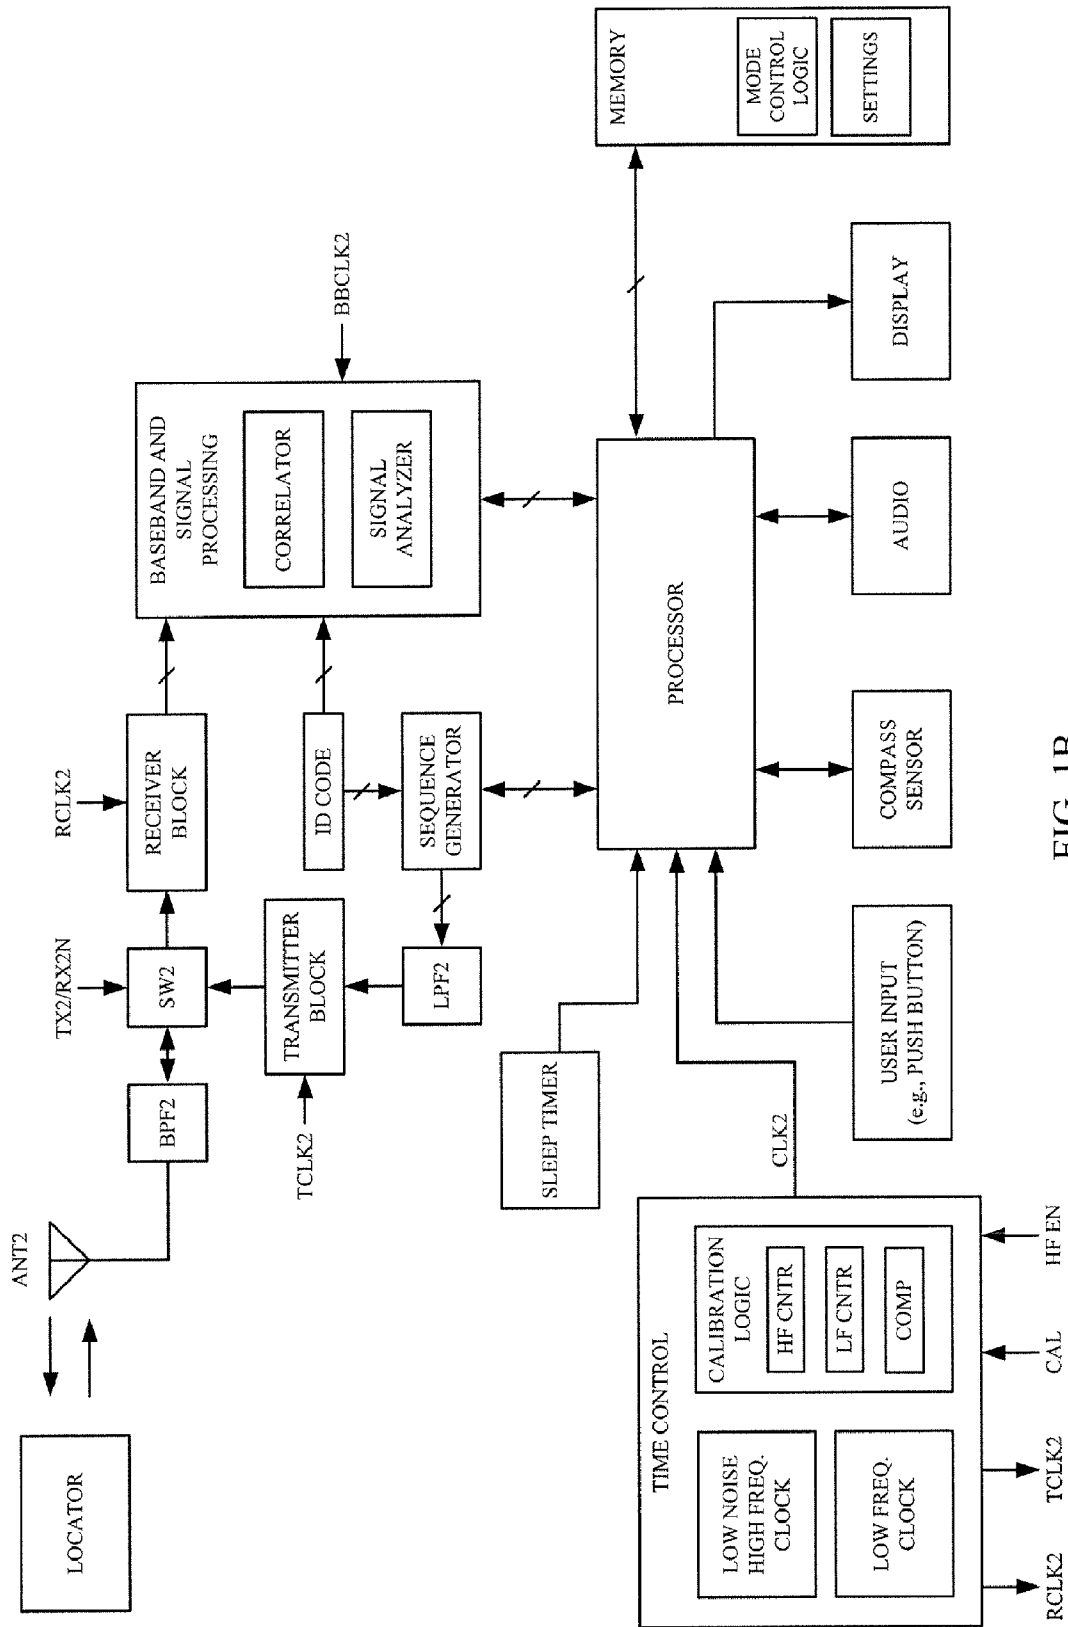 LOCATOR
ANT2
BPF2
TX2/RX2N
SW2
RCLK2
RECEIVER
BLOCK
TCLK2
TRANSMITTER
BLOCK
LPF2
ID CODE
SEQUENCE
GENERATOR
BASEBAND AND
SIGNAL
PROCESSING
CORRELATOR
SIGNAL
ANALYZER
BBCLK2
SLEEP TIMER
PROCESSOR
MEMORY
MODE
CONTROL
LOGIC
SETTINGS
TIME CONTROL
LOW NOISE
HIGH FREQ.
CLOCK
LOW FREQ.
CLOCK
CALIBRATION
LOGIC
HF CNTR
LF CNTR
COMP
CLK2
USER INPUT
(e.g., PUSH BUTTON)
COMPASS
SENSOR
AUDIO
DISPLAY
RCLK2
TCLK2
CAL
HF EN
FIG. 1B